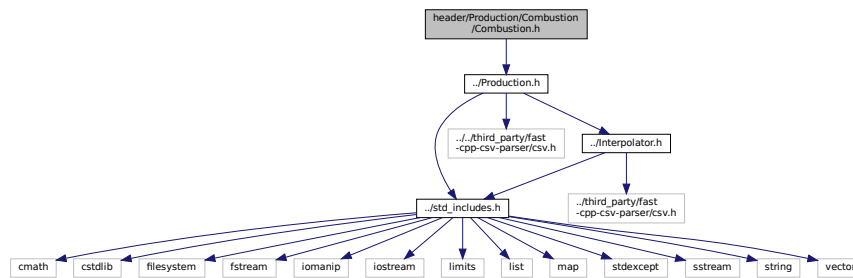 header/Production/Combustion
/Combustion.h
../Production.h
../../third_party/fast
-cpp-csv-parser/csv.h
../Interpolator.h
../third_party/fast
-cpp-csv-parser/csv.h
../std_includes.h
cmath
cstdlib
filesystem
fstream
iomanip
iostream
limits
list
map
stdexcept
sstream
string
vector